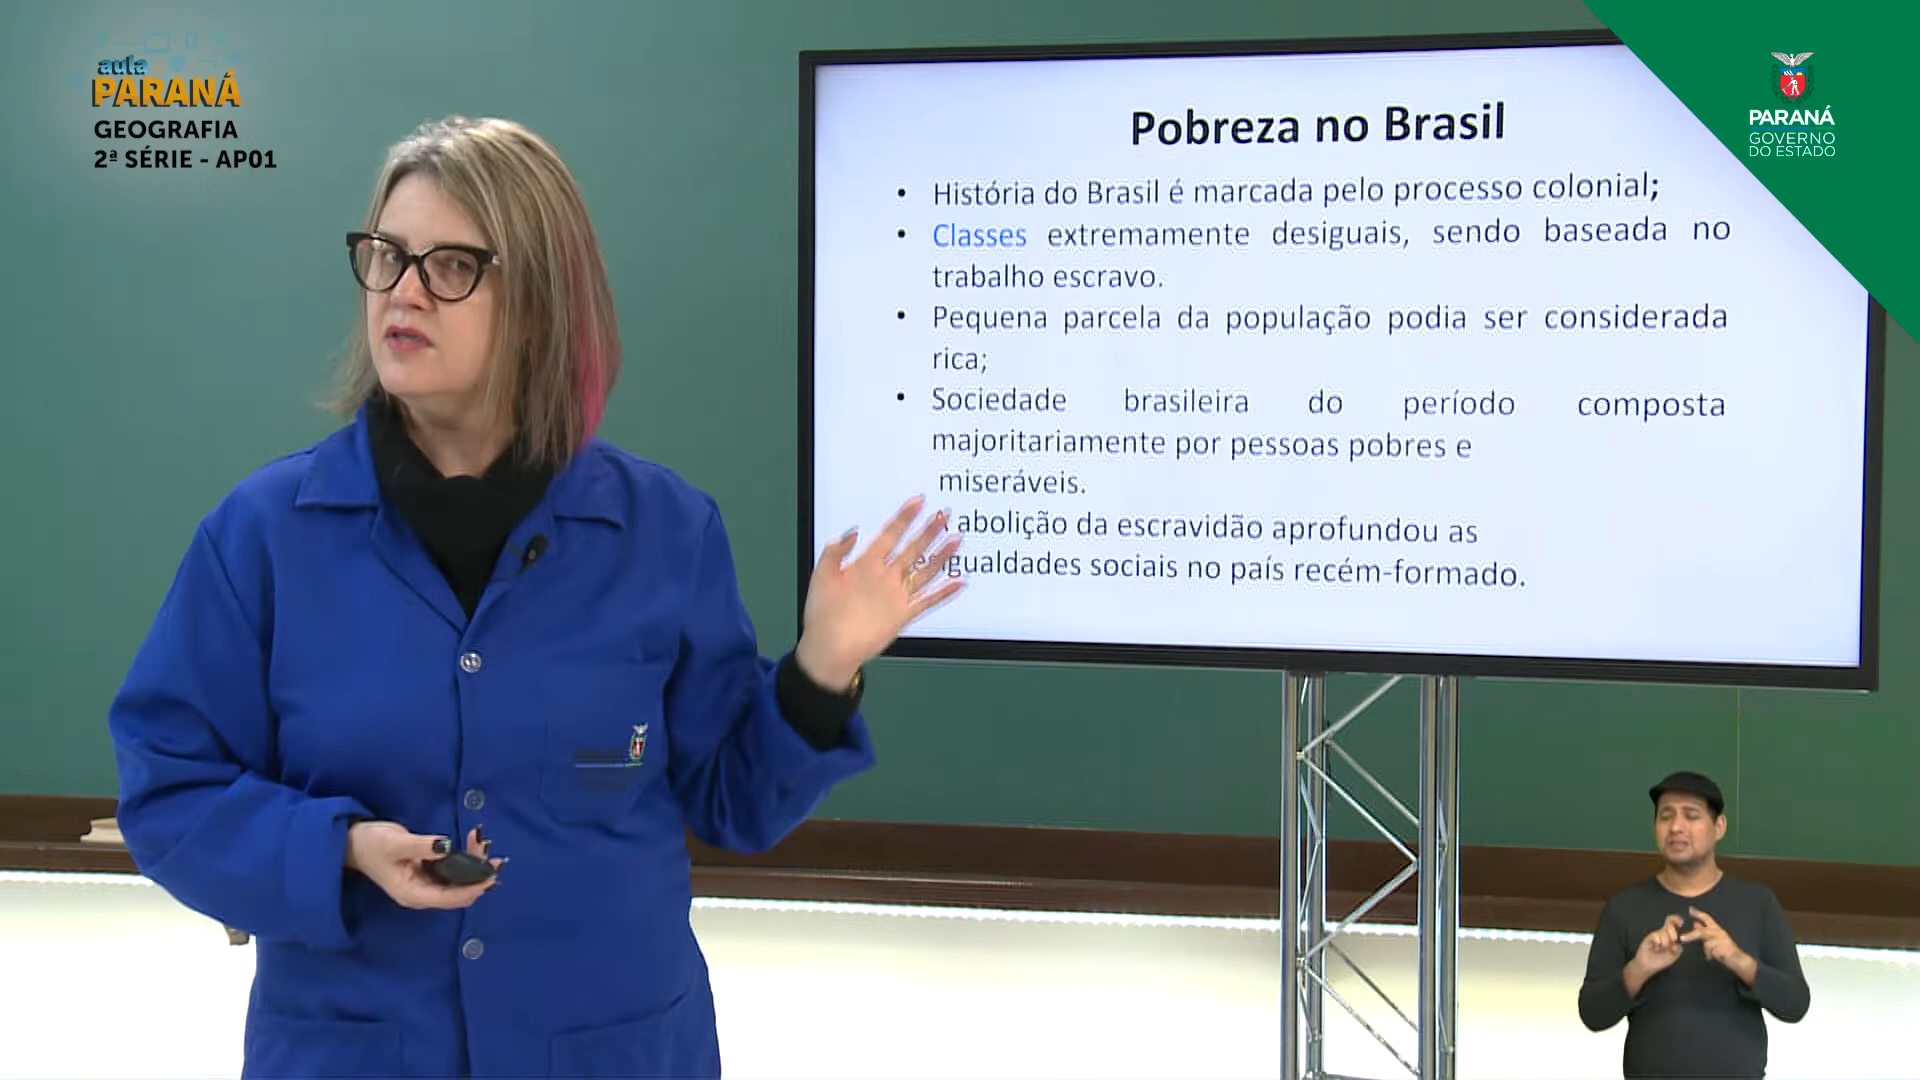 aula
PARANÁ
GEOGRAFIA
2ª SÉRIE - AP01
PARANÁ
GOVERNO
DO ESTADO
Pobreza no Brasil
• História do Brasil é marcada pelo processo colonial;
• Classes extremamente desiguais, sendo baseada no
trabalho escravo.
• Pequena parcela da população podia ser considerada
rica;
• Sociedade brasileira do período composta
majoritariamente por pessoas pobres e
miseráveis.
A abolição da escravidão aprofundou as
esigualdades sociais no país recém-formado.